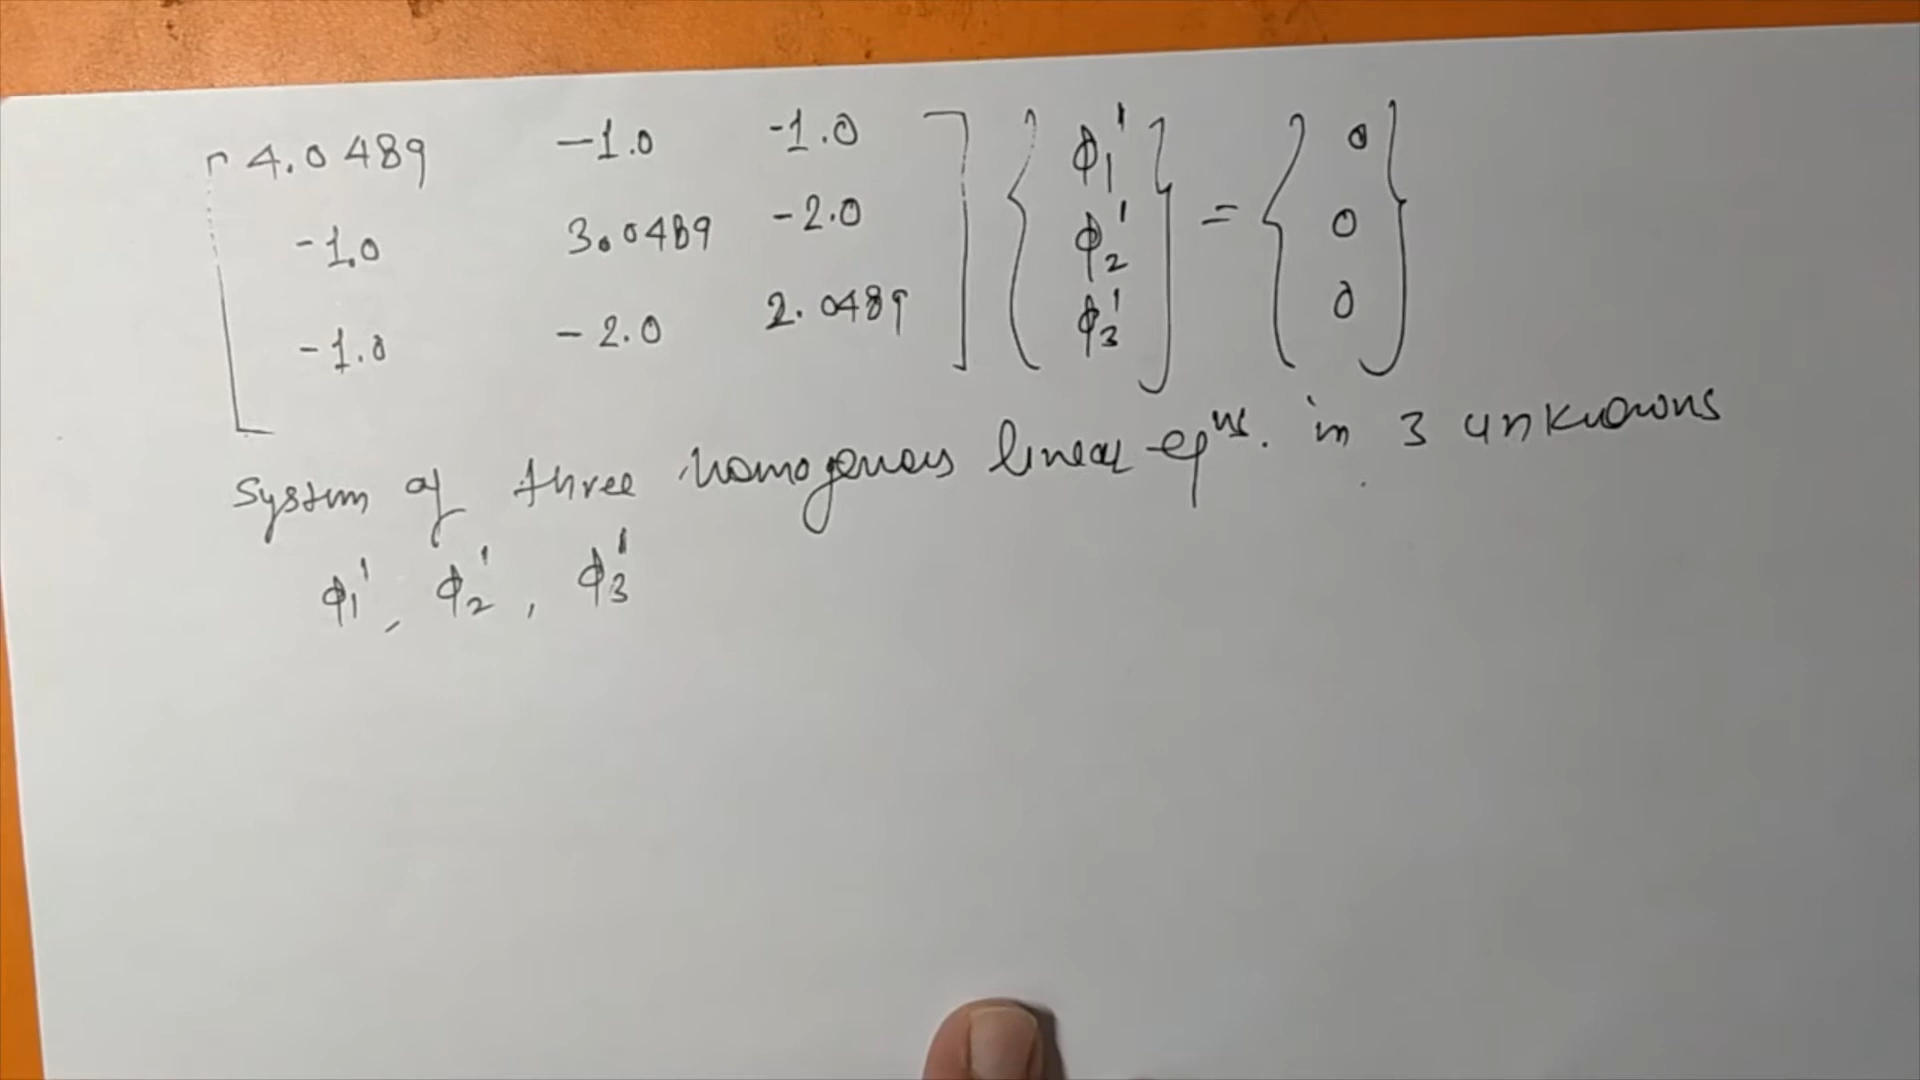 [ 4.0489 -1.0 -1.0 ] { ϕ₁' } = { 0 }
-1.0 3.0489 -2.0 ϕ₂' 0
-1.0 -2.0 2.0489 ϕ₃' 0
System of three homogenous linear eqns. in 3 unknowns
ϕ₁', ϕ₂', ϕ₃'